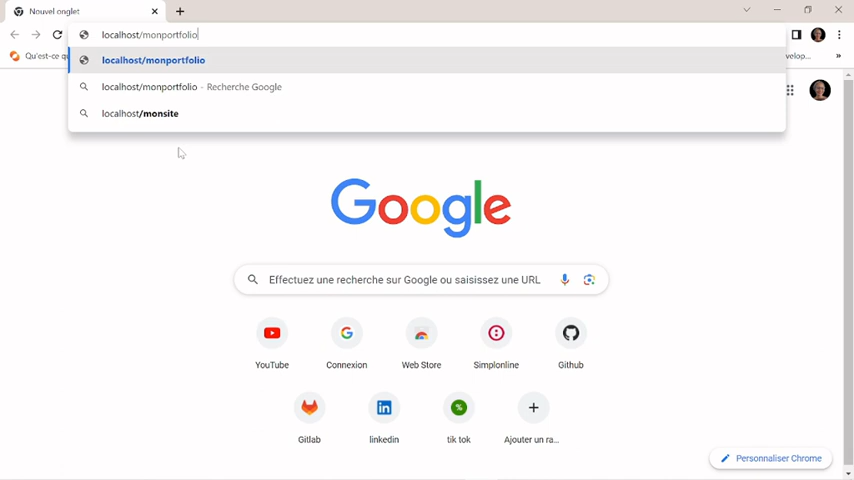 Nouvel onglet
localhost/monportfolio
Qu'est-ce qu
velop...
»
localhost/monportfolio
localhost/monportfolio - Recherche Google
localhost/monsite
Google
Effectuez une recherche sur Google ou saisissez une URL
YouTube
Connexion
Web Store
Simplonline
Github
Gitlab
linkedin
tik tok
Ajouter un ra...
Personnaliser Chrome